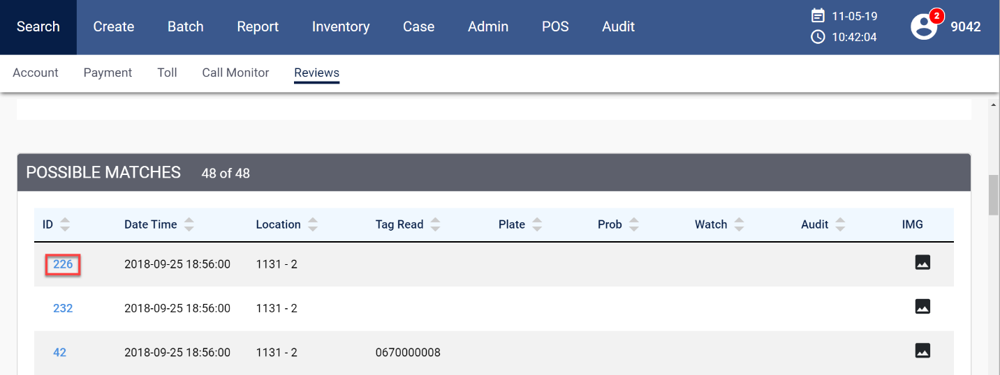 Search Create Batch Report Inventory Case Admin POS Audit
11-05-19
10:42:04
2
9042
Account Payment Toll Call Monitor Reviews
POSSIBLE MATCHES 48 of 48
ID Date Time Location Tag Read Plate Prob Watch Audit IMG
226 2018-09-25 18:56:00 1131 - 2
232 2018-09-25 18:56:00 1131 - 2
42 2018-09-25 18:56:00 1131 - 2 0670000008